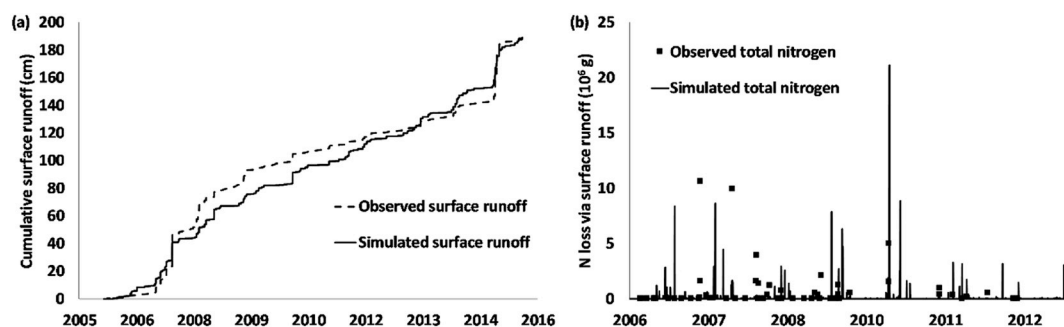 (a)
Cumulative surface runoff (cm)
200
180
160
140
120
100
80
60
40
20
0
Observed surface runoff
Simulated surface runoff
2005 2007 2008 2009 2010 2012 2013 2014 2016
(b)
N loss via surface runoff (10⁶ g)
25
20
15
10
5
0
Observed total nitrogen
Simulated total nitrogen
2006 2007 2008 2009 2010 2012